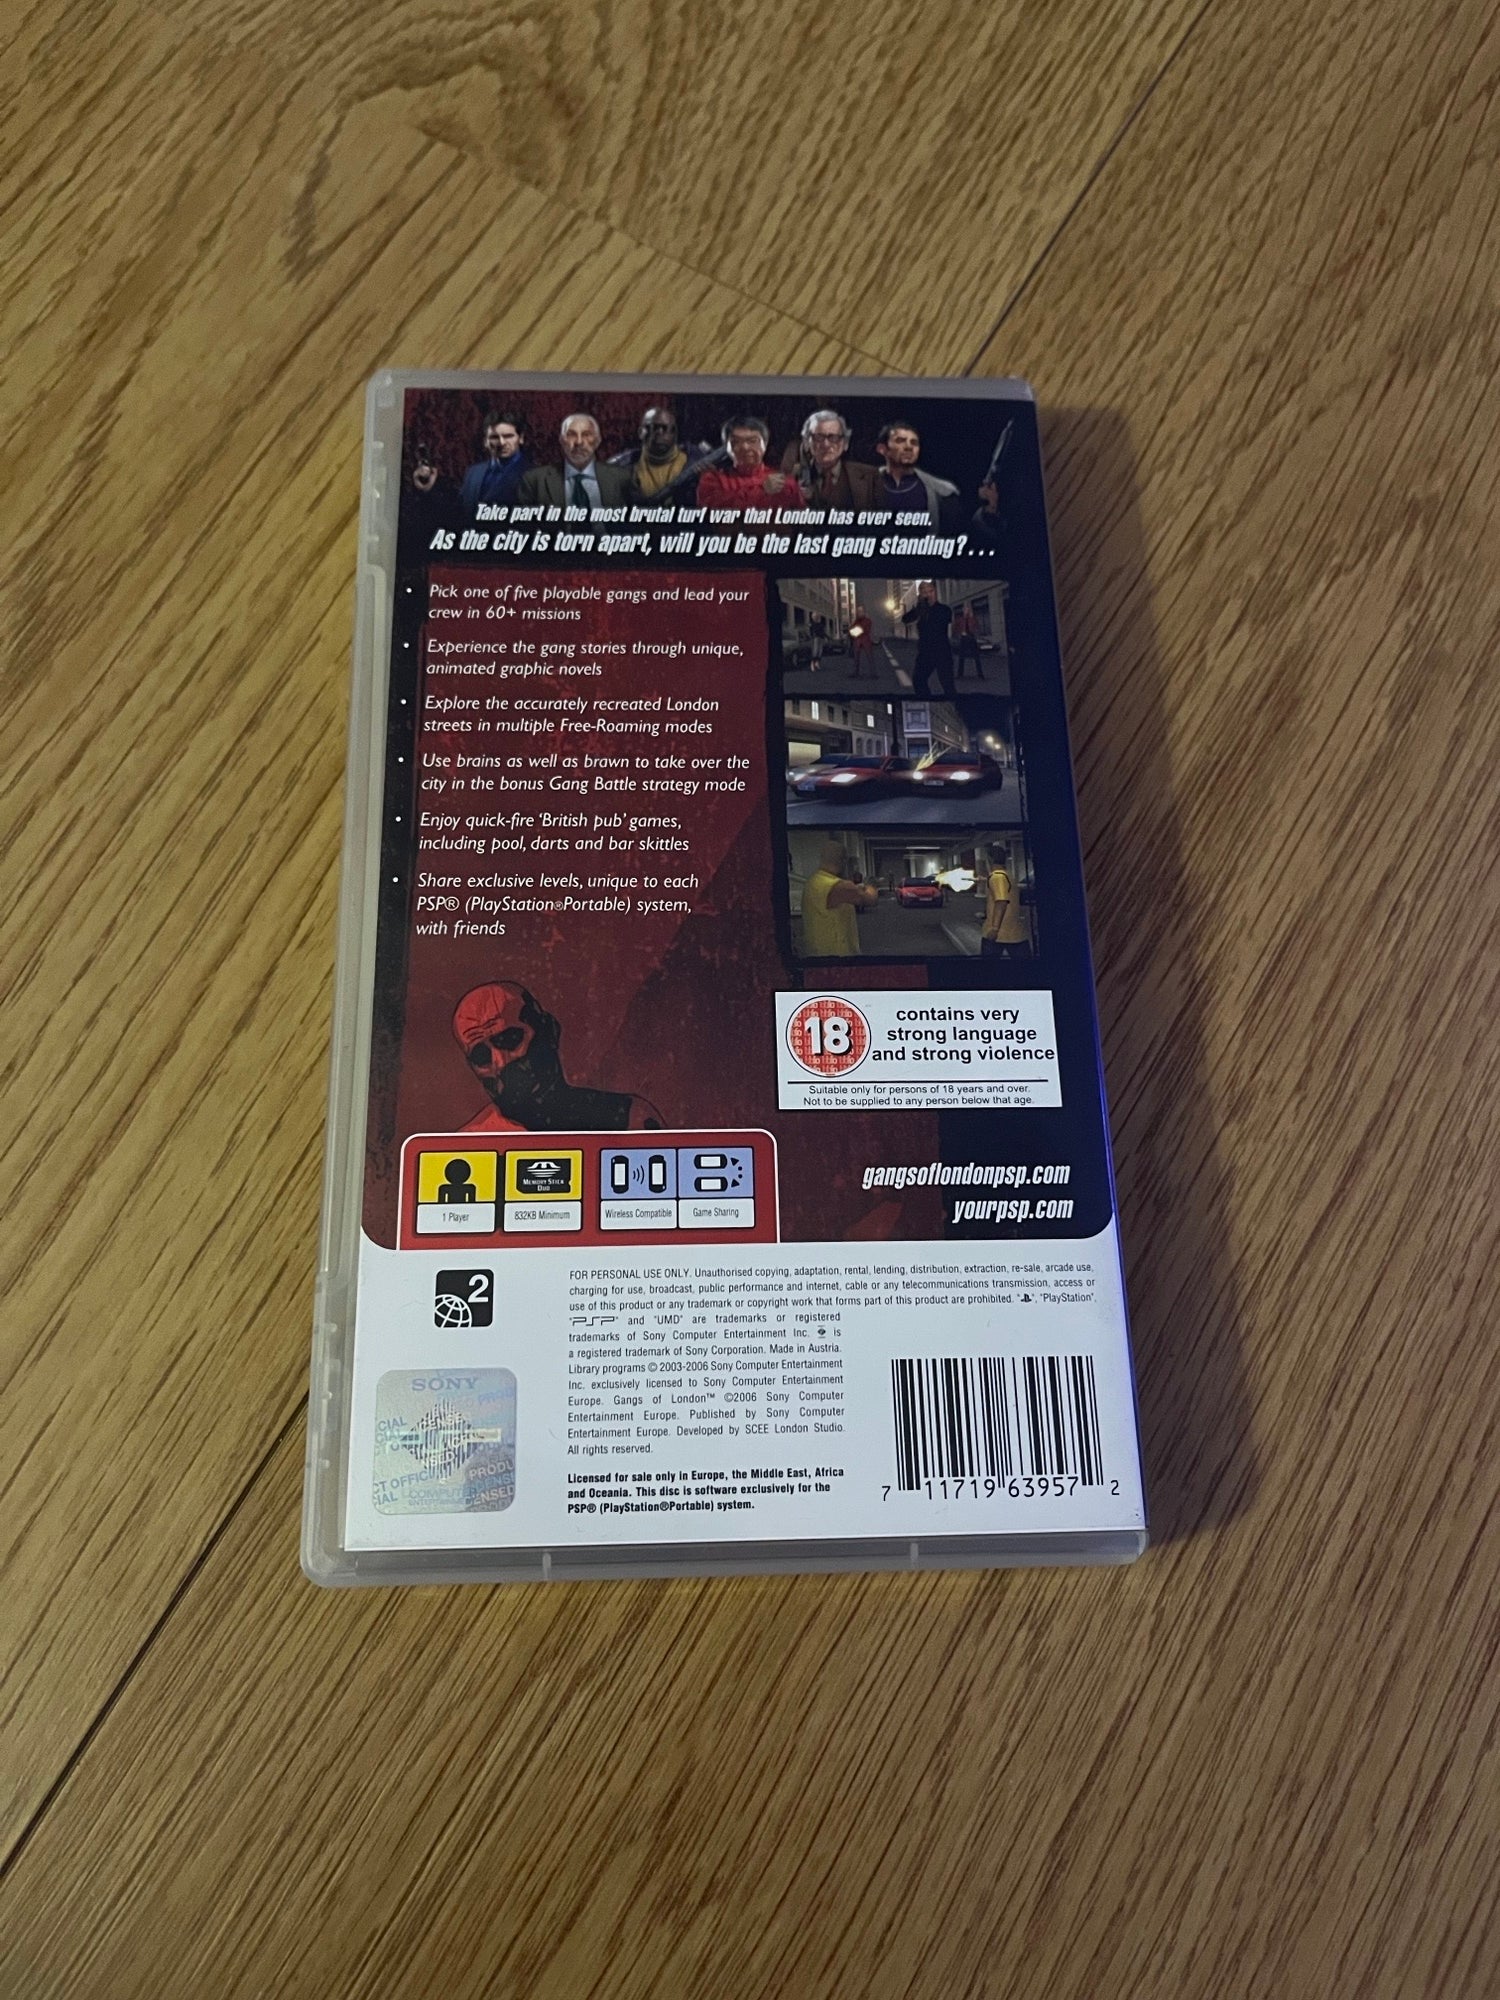 Take part in the most brutal turf war that London has ever seen.
As the city is torn apart, will you be the last gang standing?...
• Pick one of five playable gangs and lead your
crew in 60+ missions
• Experience the gang stories through unique,
animated graphic novels
• Explore the accurately recreated London
streets in multiple Free-Roaming modes
• Use brains as well as brawn to take over the
city in the bonus Gang Battle strategy mode
• Enjoy quick-fire 'British pub' games,
including pool, darts and bar skittles
• Share exclusive levels, unique to each
PSP® (PlayStation®Portable) system,
with friends
18
contains very
strong language
and strong violence
Suitable only for persons of 18 years and over.
Not to be supplied to any person below that age.
MEMORY STICK
DUO
1 Player
832KB Minimum
Wireless Compatible
Game Sharing
gangsoflondonpsp.com
yourpsp.com
2
FOR PERSONAL USE ONLY. Unauthorised copying, adaptation, rental, lending, distribution, extraction, re-sale, arcade use,
charging for use, broadcast, public performance and internet, cable or any telecommunications transmission, access or
use of this product or any trademark or copyright work that forms part of this product are prohibited. "PS", "PlayStation",
"PSP" and "UMD" are trademarks or registered
trademarks of Sony Computer Entertainment Inc. is
a registered trademark of Sony Corporation. Made in Austria.
Library programs © 2003-2006 Sony Computer Entertainment
Inc. exclusively licensed to Sony Computer Entertainment
Europe. Gangs of London™ ©2006 Sony Computer
Entertainment Europe. Published by Sony Computer
Entertainment Europe. Developed by SCEE London Studio.
All rights reserved.
Licensed for sale only in Europe, the Middle East, Africa
and Oceania. This disc is software exclusively for the
PSP® (PlayStation®Portable) system.
SONY
7 11719 63957 2